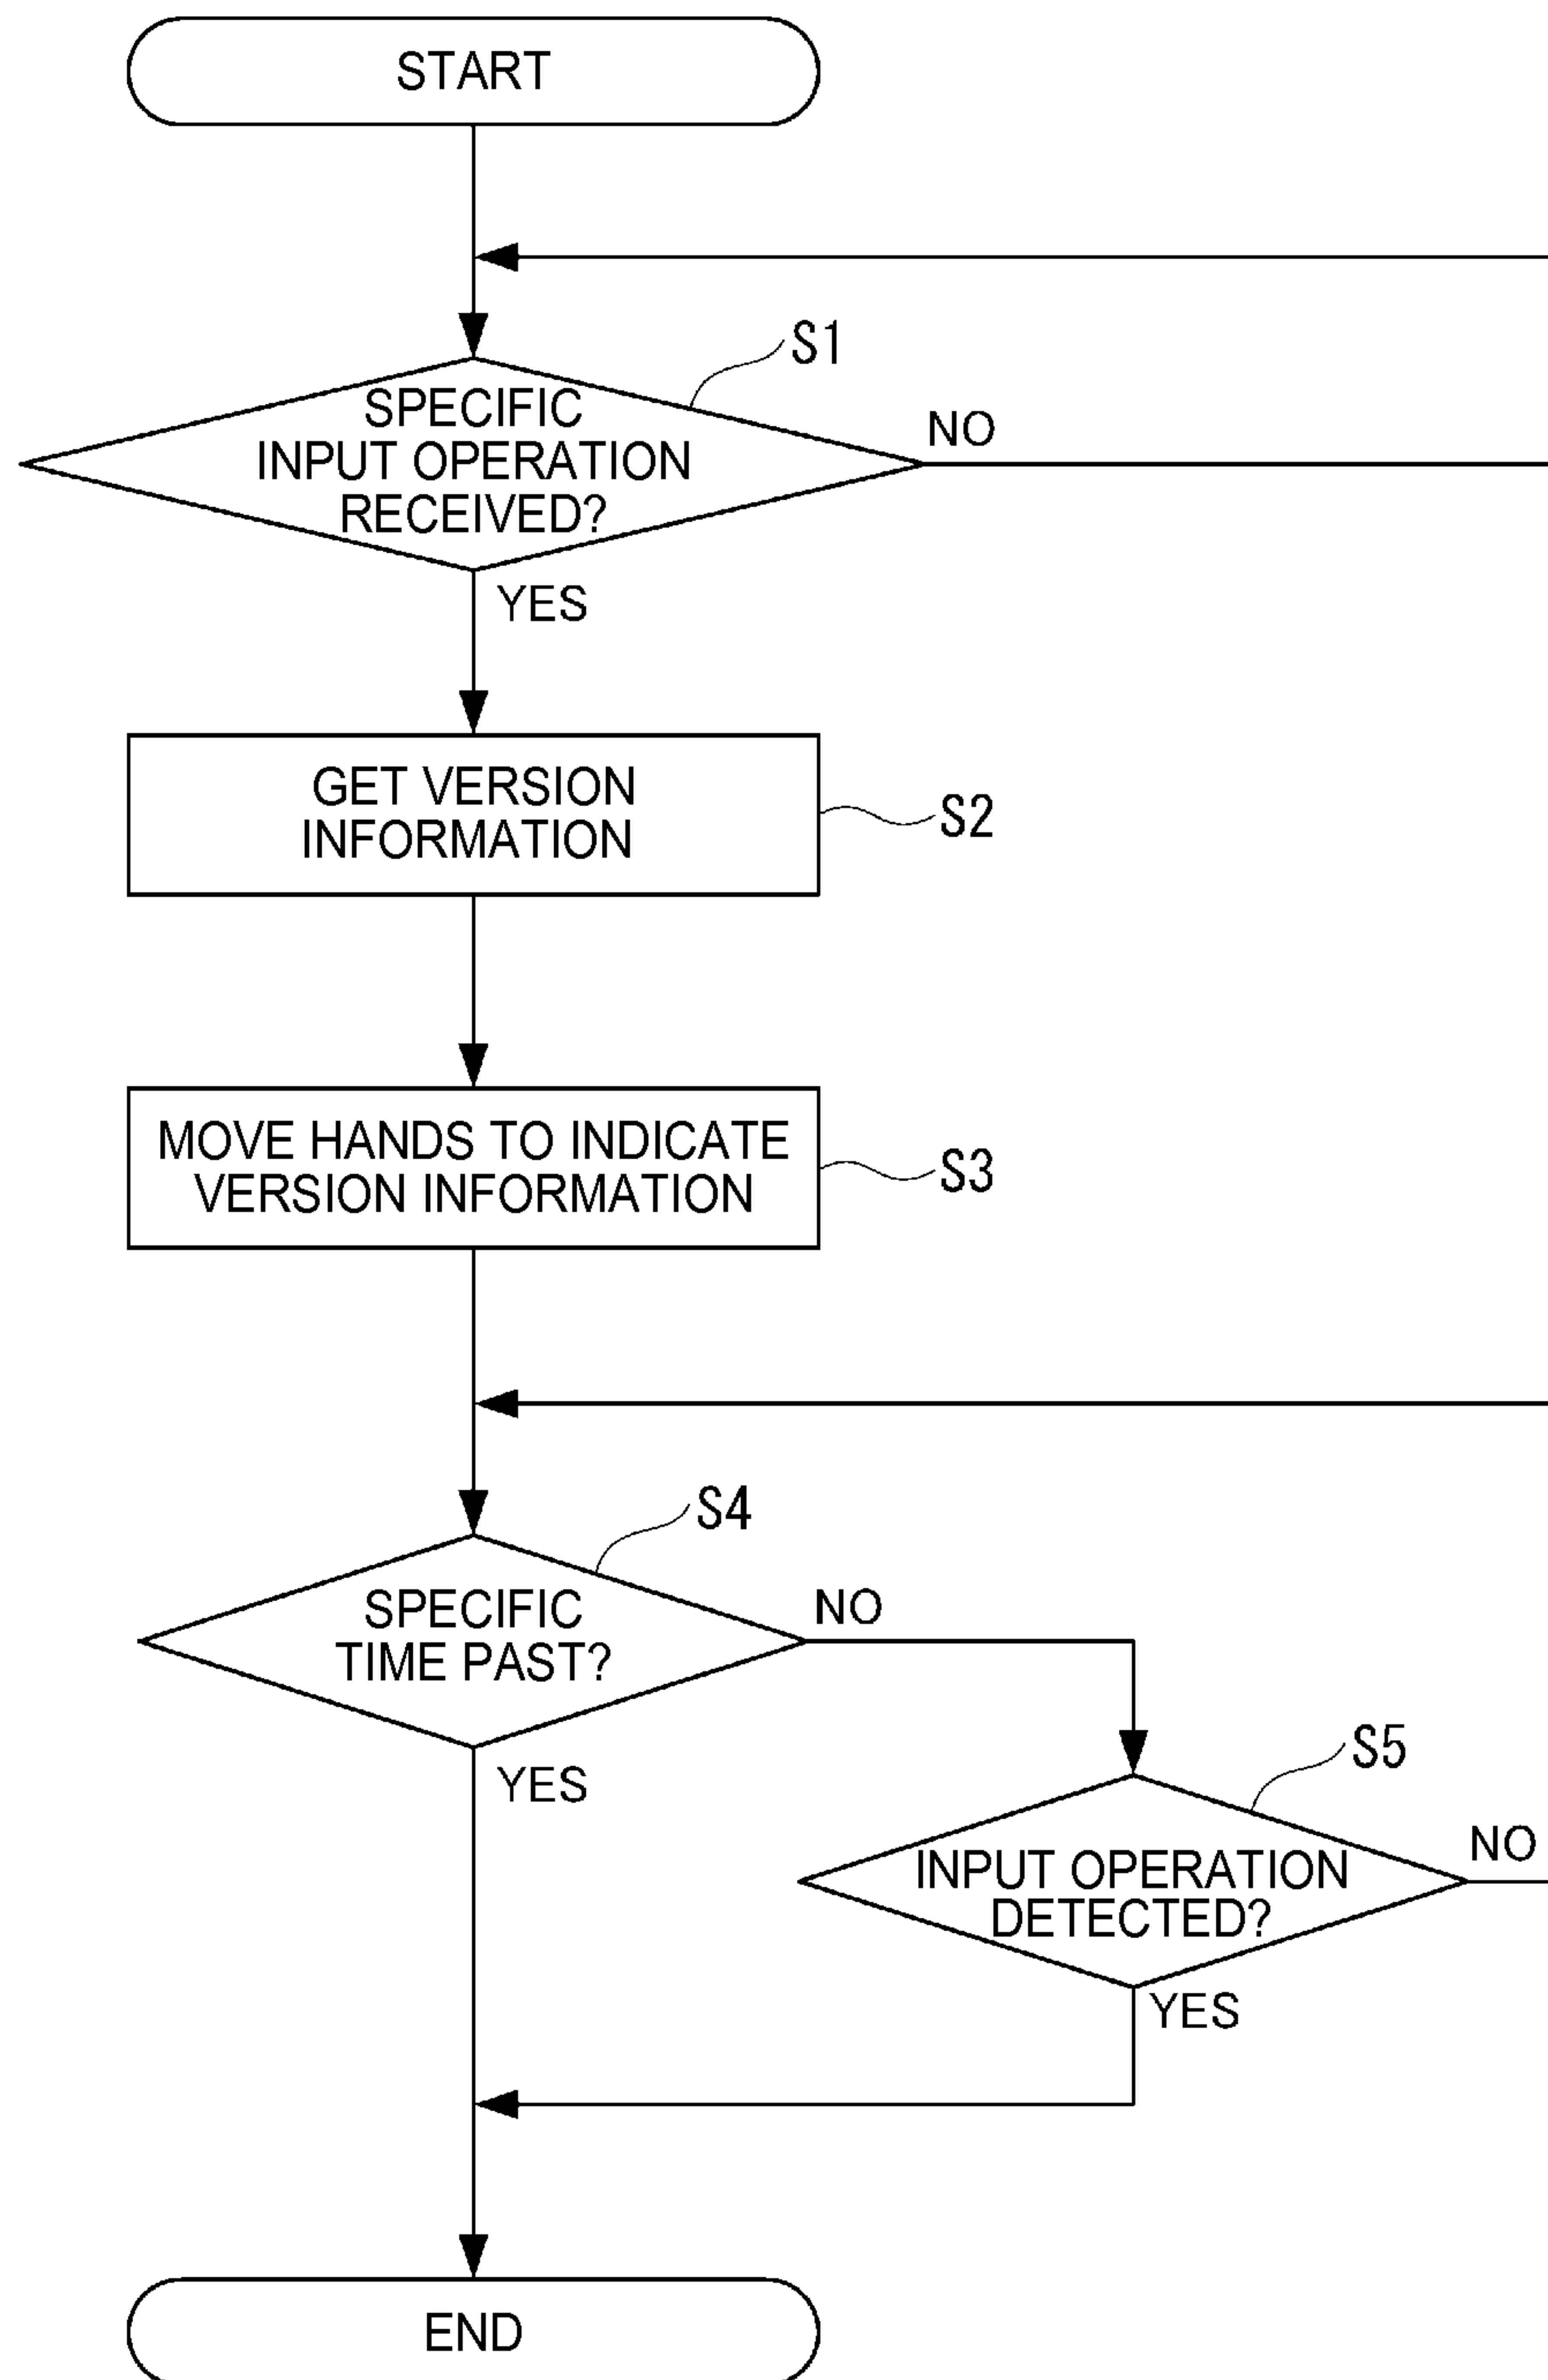 START
S1
SPECIFIC
INPUT OPERATION
RECEIVED?
NO
YES
GET VERSION
INFORMATION
S2
MOVE HANDS TO INDICATE
VERSION INFORMATION
S3
S4
SPECIFIC
TIME PAST?
NO
YES
S5
INPUT OPERATION
DETECTED?
NO
YES
END